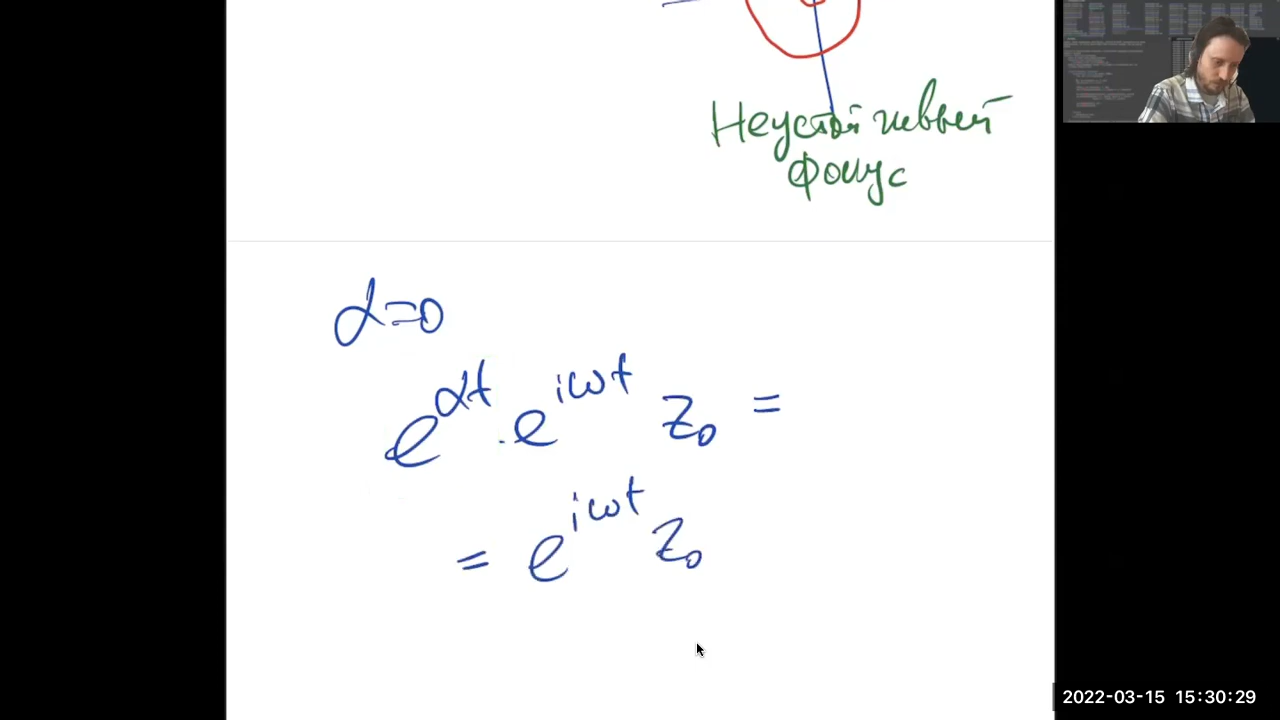 Неустойчивый
фокус
α=0
e^{αt} · e^{iωt} z₀ =
= e^{iωt} z₀
2022-03-15 15:30:29